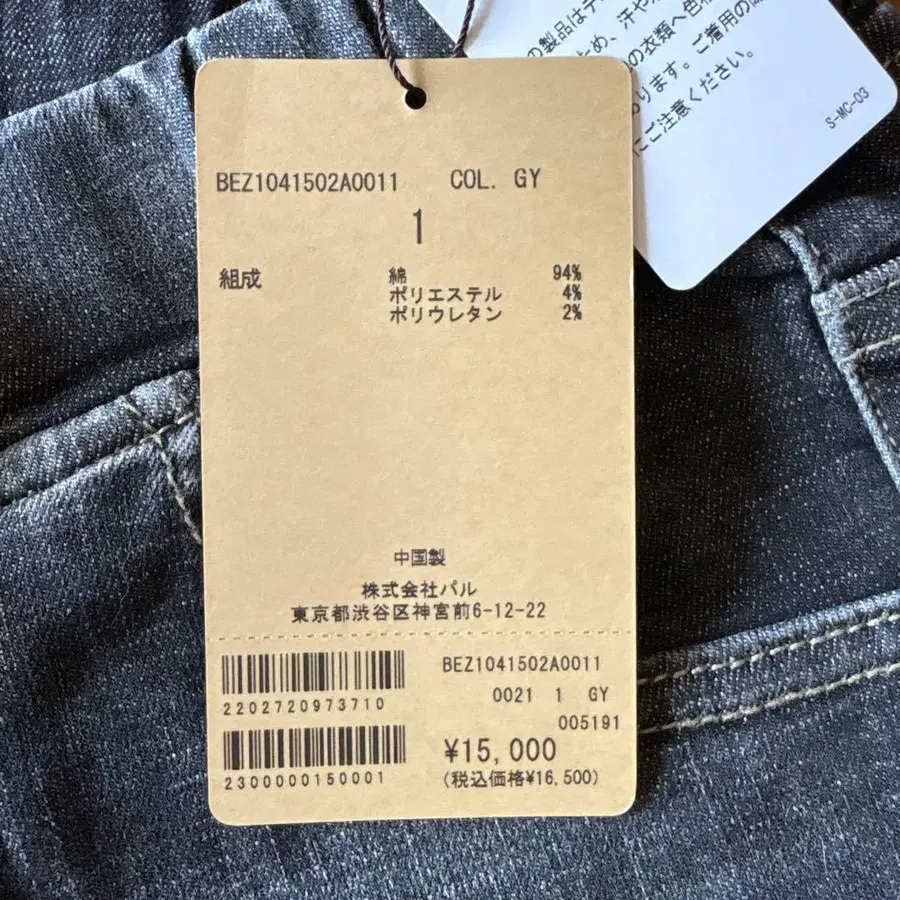 の製品はデ
ため、汗や
の衣類へ色
あります。ご着用の
にご注意ください。
S-MC-03
BEZ1041502A0011 COL. GY
1
組成 綿 94%
ポリエステル 4%
ポリウレタン 2%
中国製
株式会社パル
東京都渋谷区神宮前6-12-22
BEZ1041502A0011
2202720973710
0021 1 GY
005191
2300000150001
¥15,000
(税込価格¥16,500)